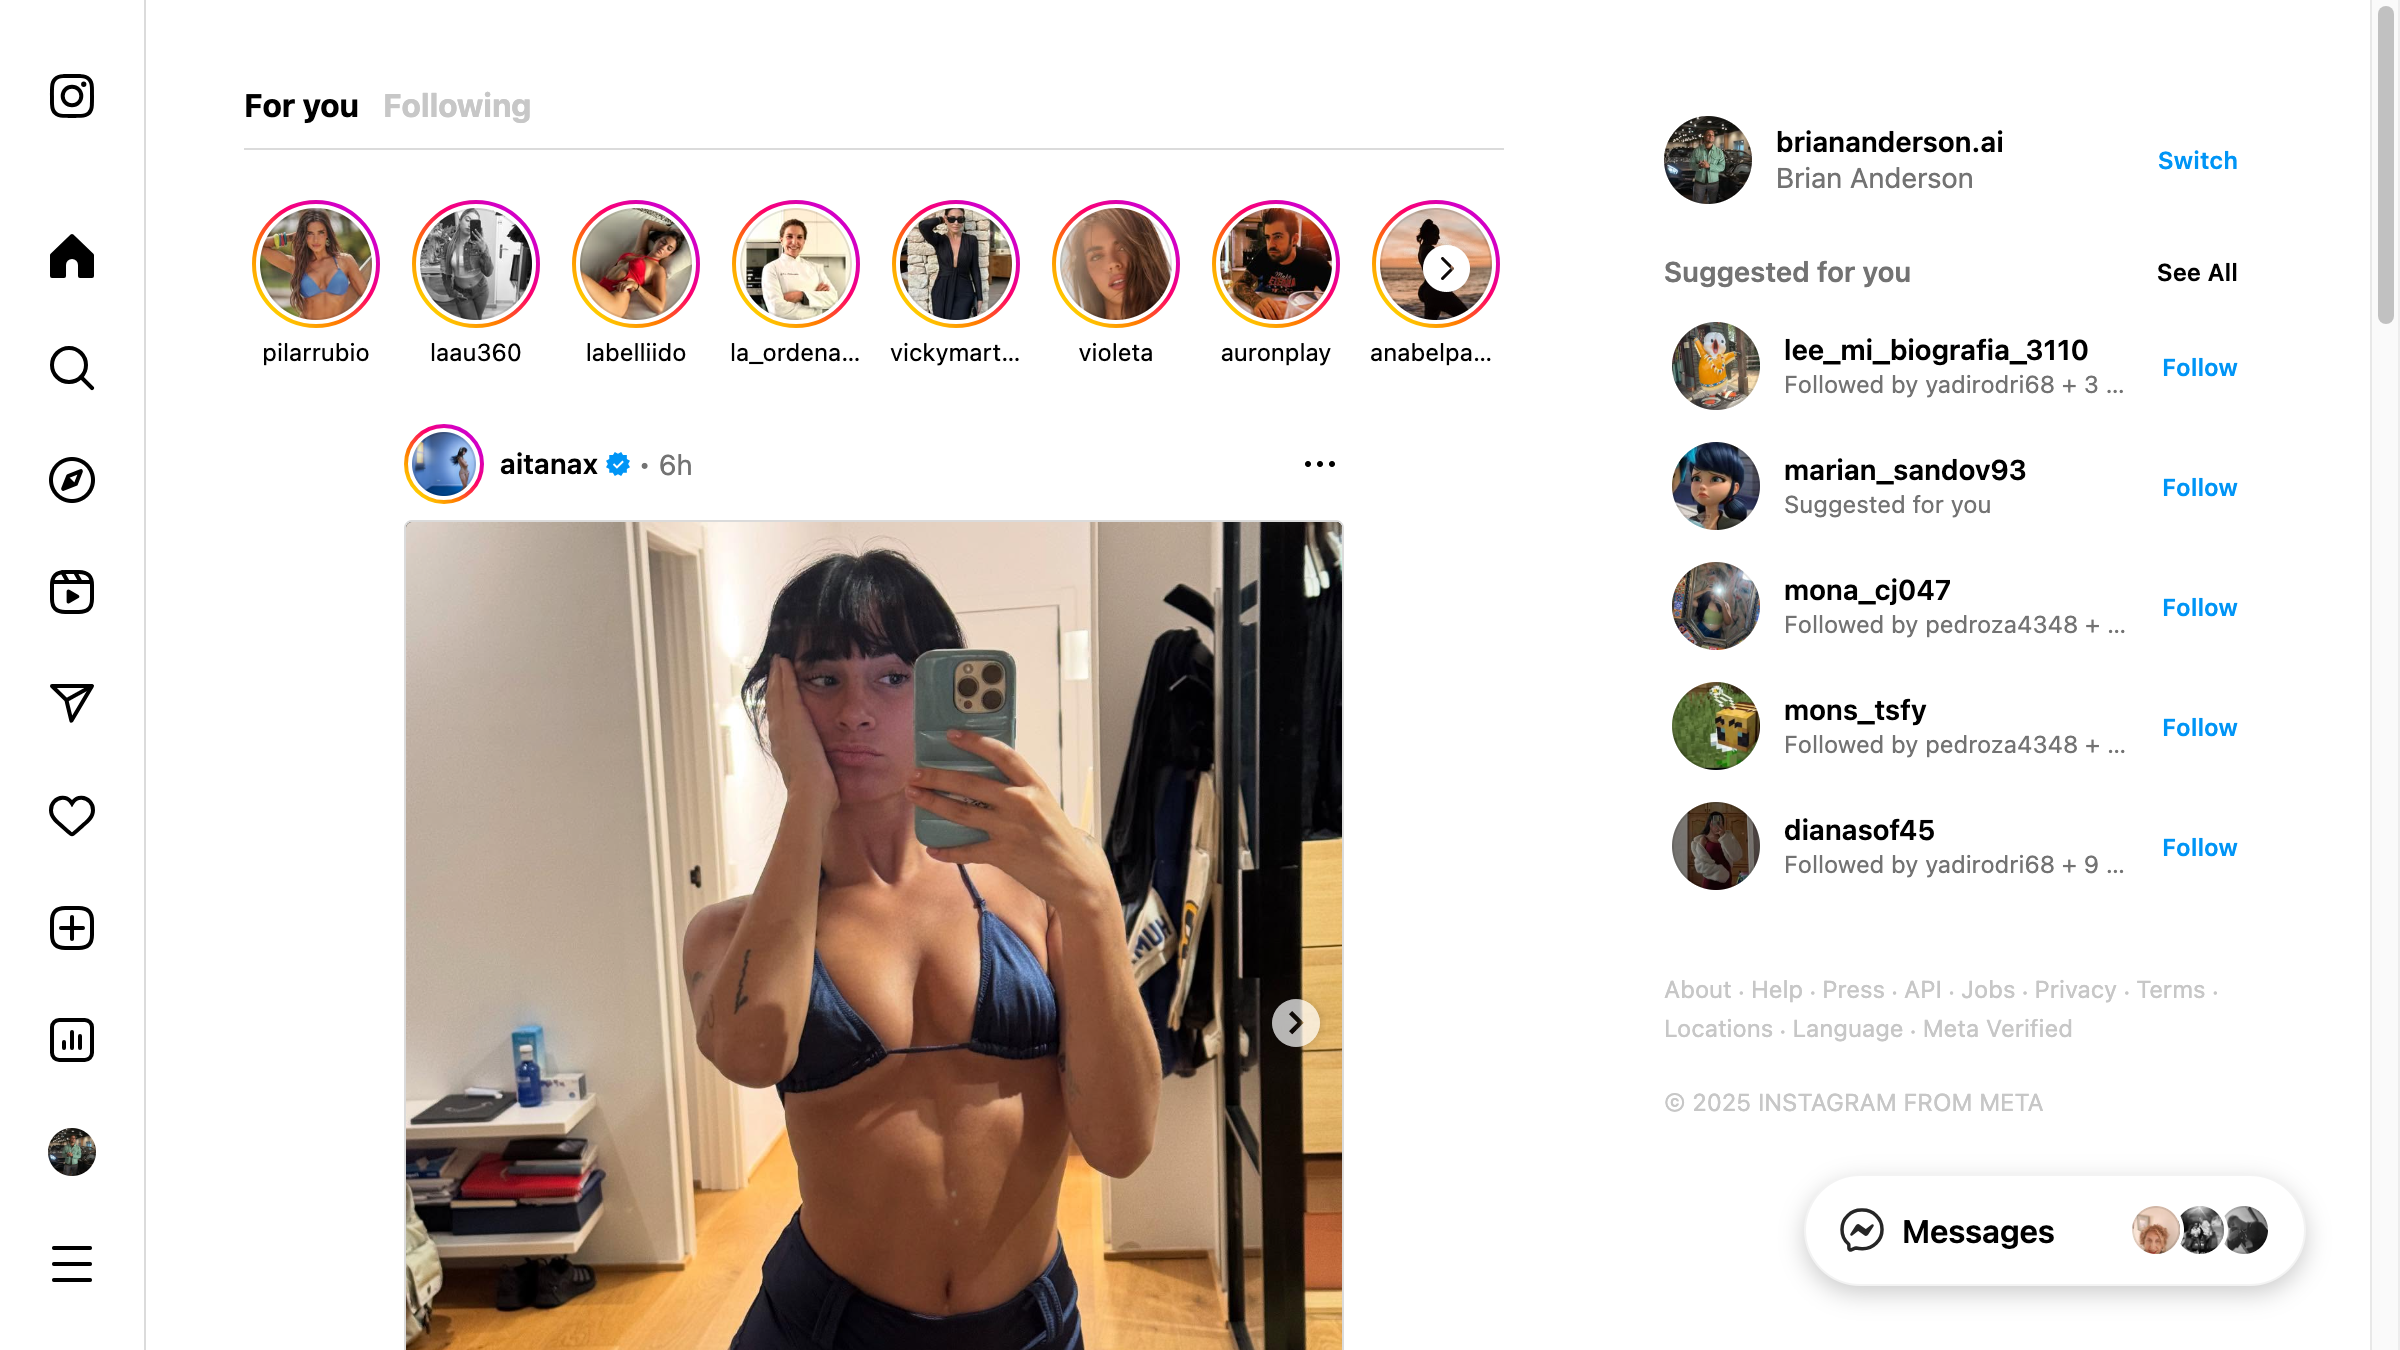 For you Following
pilarrubio
laau360
labelliido
la_ordena...
vickymart...
violeta
auronplay
anabelpa...
aitanax • 6h
HUM
briananderson.ai
Brian Anderson
Switch
Suggested for you
See All
lee_mi_biografia_3110
Followed by yadirodri68 + 3 ...
Follow
marian_sandov93
Suggested for you
Follow
mona_cj047
Followed by pedroza4348 + ...
Follow
mons_tsfy
Followed by pedroza4348 + ...
Follow
dianasof45
Followed by yadirodri68 + 9 ...
Follow
About · Help · Press · API · Jobs · Privacy · Terms ·
Locations · Language · Meta Verified
© 2025 INSTAGRAM FROM META
Messages